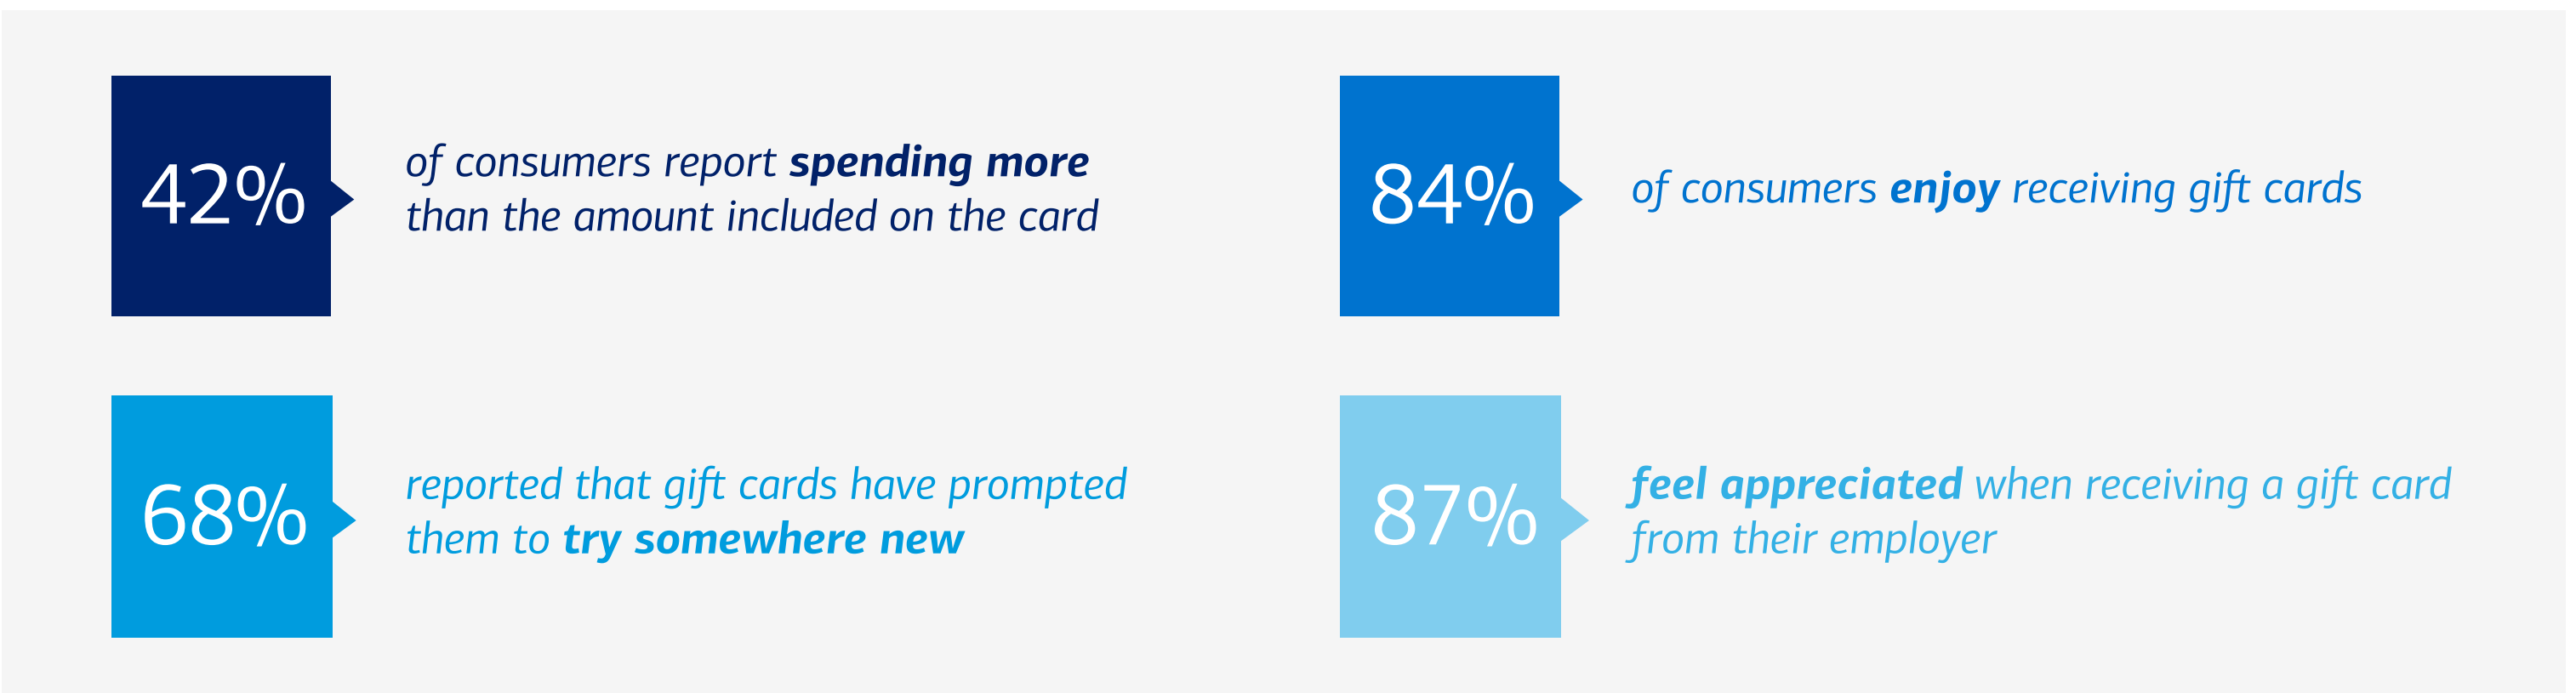 42%
of consumers report spending more
than the amount included on the card
84%
of consumers enjoy receiving gift cards
68%
reported that gift cards have prompted
them to try somewhere new
87%
feel appreciated when receiving a gift card
from their employer